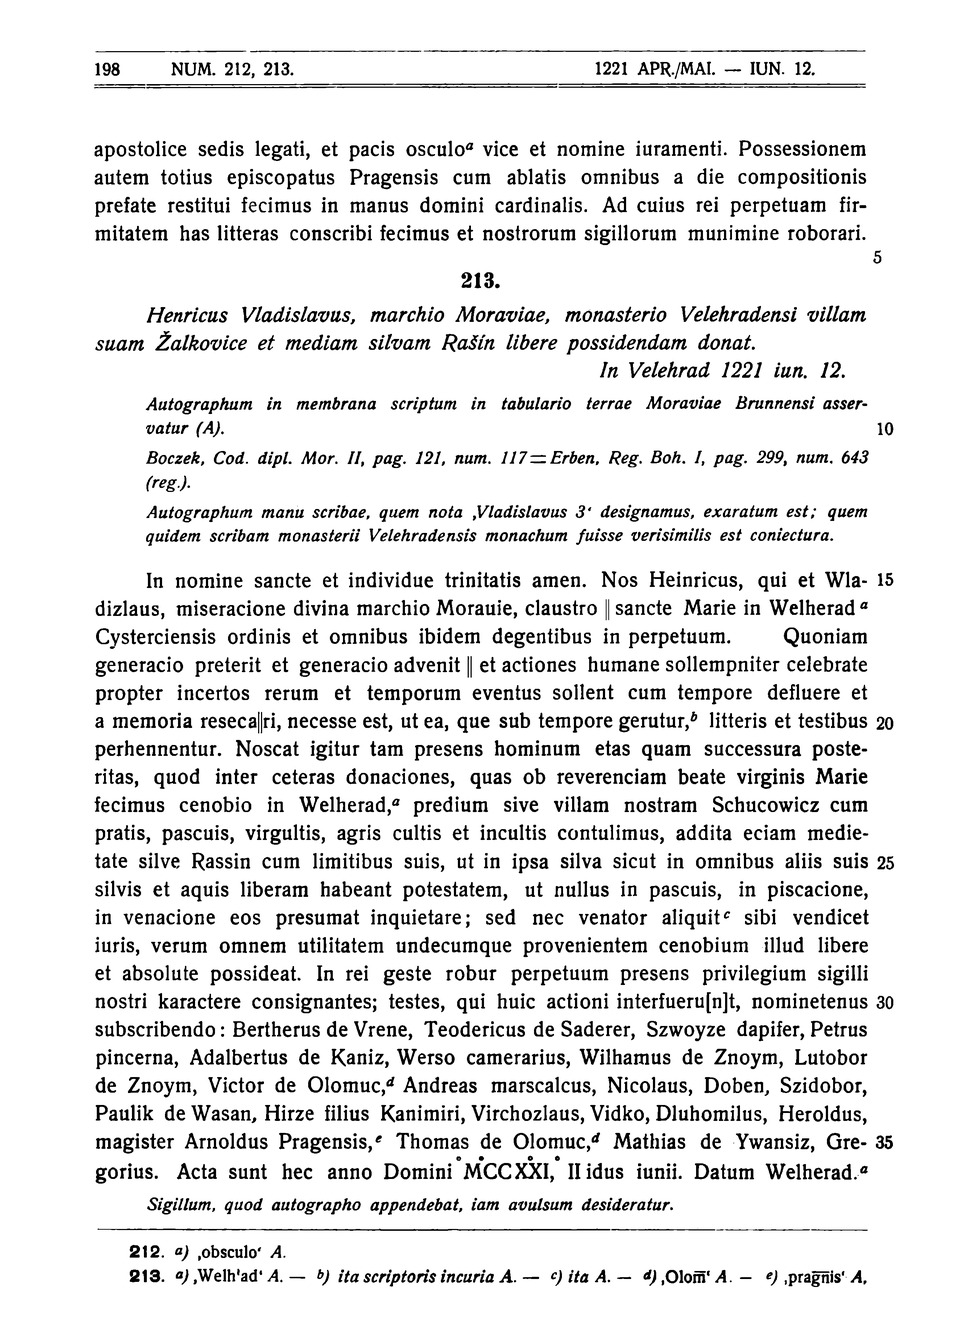 198 NUM. 212, 213. 1221 APR./MAI. — IUN. 12.
apostolice sedis legati, et pacis osculoᵃ vice et nomine iuramenti. Possessionem
autem totius episcopatus Pragensis cum ablatis omnibus a die compositionis
prefate restitui fecimus in manus domini cardinalis. Ad cuius rei perpetuam fir-
mitatem has litteras conscribi fecimus et nostrorum sigillorum munimine roborari.
5
213.
Henricus Vladislavus, marchio Moraviae, monasterio Velehradensi villam
suam Žalkovice et mediam silvam Rašín libere possidendam donat.
In Velehrad 1221 iun. 12.
Autographum in membrana scriptum in tabulario terrae Moraviae Brunnensi asser-
vatur (A). 10
Boczek, Cod. dipl. Mor. II, pag. 121, num. 117=Erben, Reg. Boh. I, pag. 299, num. 643
(reg.).
Autographum manu scribae, quem nota ‚Vladislavus 3‘ designamus, exaratum est; quem
quidem scribam monasterii Velehradensis monachum fuisse verisimilis est coniectura.
In nomine sancte et individue trinitatis amen. Nos Heinricus, qui et Wla- 15
dizlaus, miseracione divina marchio Morauie, claustro ‖ sancte Marie in Welherad ᵃ
Cysterciensis ordinis et omnibus ibidem degentibus in perpetuum. Quoniam
generacio preterit et generacio advenit ‖ et actiones humane sollempniter celebrate
propter incertos rerum et temporum eventus sollent cum tempore defluere et
a memoria reseca‖ri, necesse est, ut ea, que sub tempore gerutur,ᵇ litteris et testibus 20
perhennentur. Noscat igitur tam presens hominum etas quam successura poste-
ritas, quod inter ceteras donaciones, quas ob reverenciam beate virginis Marie
fecimus cenobio in Welherad,ᵃ predium sive villam nostram Schucowicz cum
pratis, pascuis, virgultis, agris cultis et incultis contulimus, addita eciam medie-
tate silve Rassin cum limitibus suis, ut in ipsa silva sicut in omnibus aliis suis 25
silvis et aquis liberam habeant potestatem, ut nullus in pascuis, in piscacione,
in venacione eos presumat inquietare; sed nec venator aliquitᶜ sibi vendicet
iuris, verum omnem utilitatem undecumque provenientem cenobium illud libere
et absolute possideat. In rei geste robur perpetuum presens privilegium sigilli
nostri karactere consignantes; testes, qui huic actioni interfueru[n]t, nominetenus 30
subscribendo: Bertherus de Vrene, Teodericus de Saderer, Szwoyze dapifer, Petrus
pincerna, Adalbertus de Kaniz, Werso camerarius, Wilhamus de Znoym, Lutobor
de Znoym, Victor de Olomuc,ᵈ Andreas marscalcus, Nicolaus, Doben, Szidobor,
Paulik de Wasan, Hirze filius Kanimiri, Virchozlaus, Vidko, Dluhomilus, Heroldus,
magister Arnoldus Pragensis,ᵉ Thomas de Olomuc,ᵈ Mathias de Ywansiz, Gre- 35
gorius. Acta sunt hec anno Domini ˚M̊CCXX̊I,˚ II idus iunii. Datum Welherad.ᵃ
Sigillum, quod autographo appendebat, iam avulsum desideratur.
212. a) ‚obsculo‘ A.
213. a) ‚Welh'ad‘ A. — b) ita scriptoris incuria A. — c) ita A. — d) ‚Olom̅‘ A. — e) ‚prag̅n̅is‘ A.